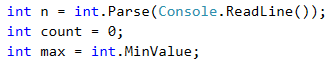 int n = int.Parse(Console.ReadLine());
int count = 0;
int max = int.MinValue;